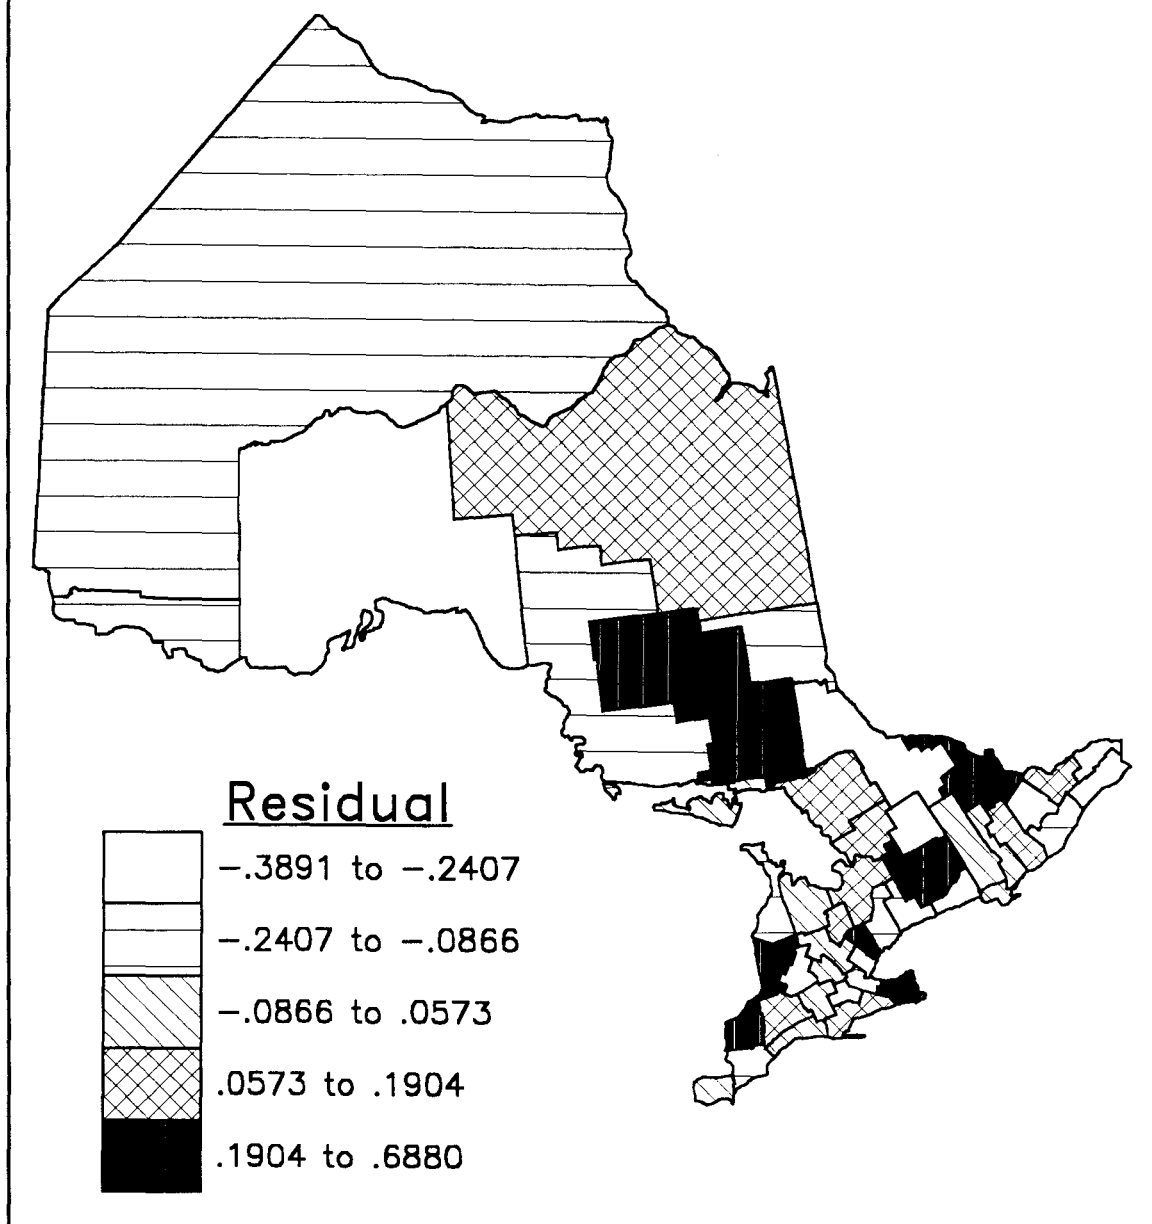 Residual
-.3891 to -.2407
-.2407 to -.0866
-.0866 to .0573
.0573 to .1904
.1904 to .6880